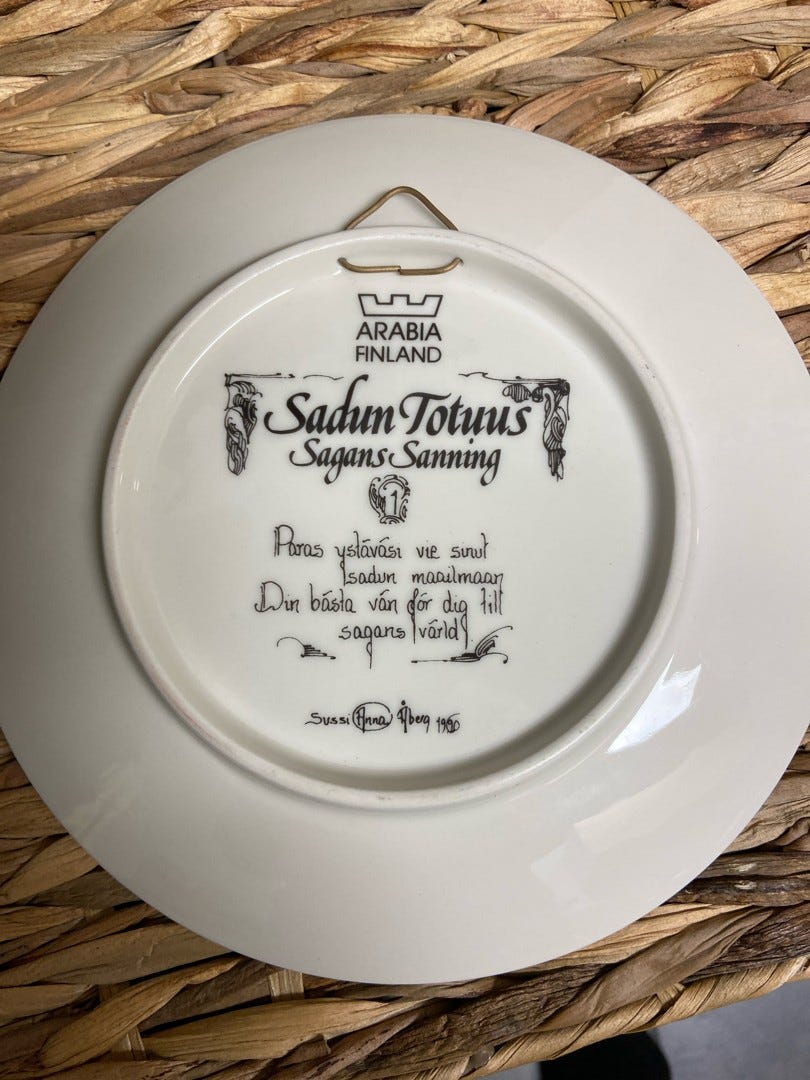 ARABIA
FINLAND
Sadun Totuus
Sagans Sanning
1
Paras ystäväsi vie sinut
sadun maailmaan
Din bästa vän för dig till
sagans värld
Sussi Anna Åberg 1990